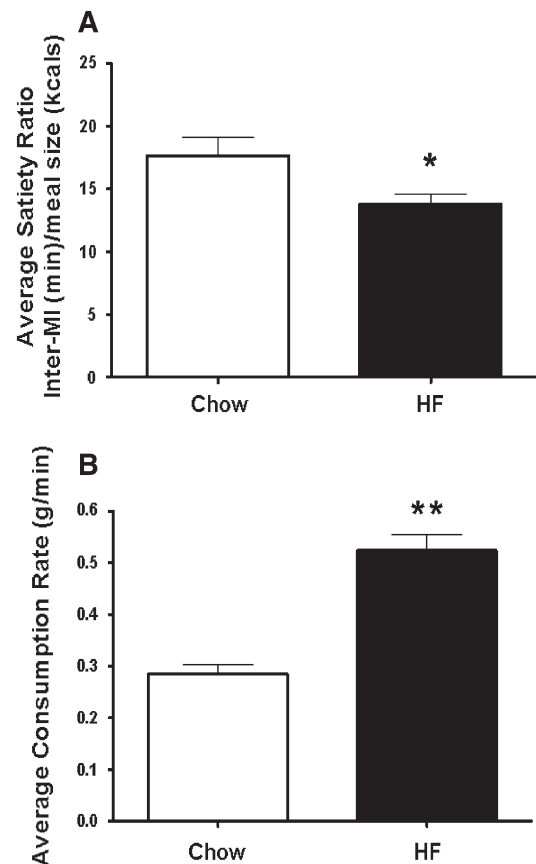 A
Average Satiety Ratio
Inter-MI (min)/meal size (kcals)
25
20
15
10
5
0
*
Chow
HF
B
Average Consumption Rate (g/min)
0.6
0.5
0.4
0.3
0.2
0.1
0.0
**
Chow
HF